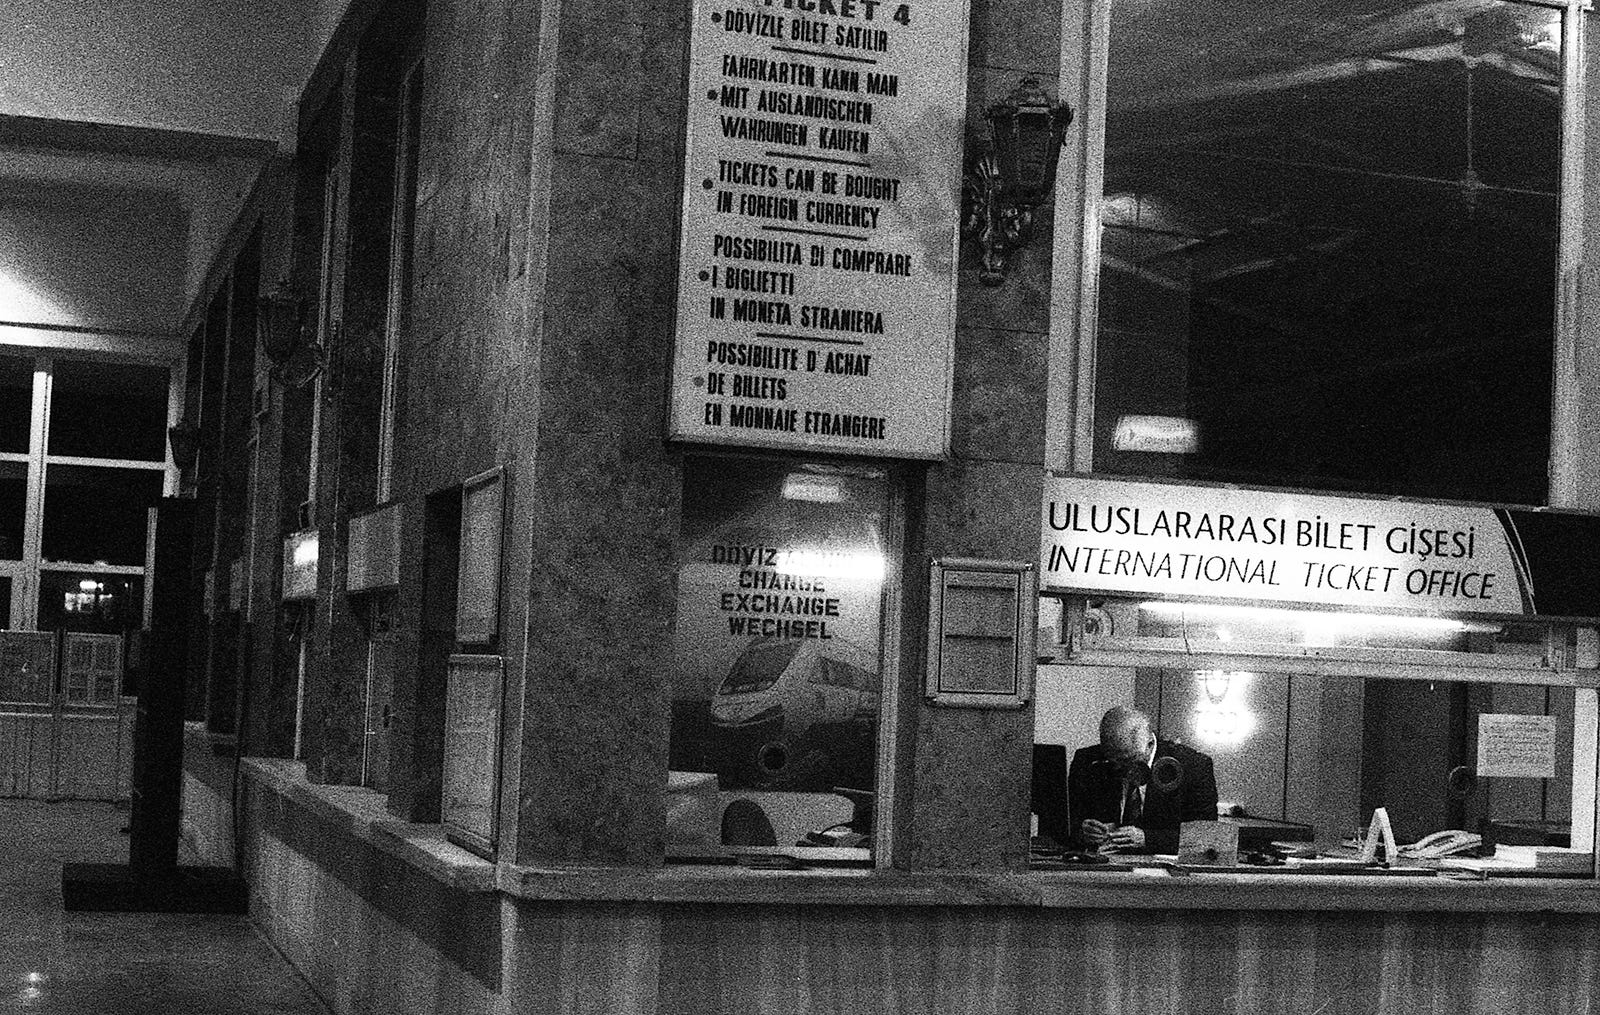 TICKET 4
•DÖVİZLE BİLET SATILIR
FAHRKARTEN KANN MAN
•MIT AUSLANDISCHEN
WAHRUNGEN KAUFEN
•TICKETS CAN BE BOUGHT
IN FOREIGN CURRENCY
POSSIBILITA DI COMPRARE
•I BIGLIETTI
IN MONETA STRANIERA
POSSIBILITE D'ACHAT
•DE BILLETS
EN MONNAIE ETRANGERE
DÖVİZ
CHANGE
EXCHANGE
WECHSEL
ULUSLARARASI BİLET GİŞESİ
INTERNATIONAL TICKET OFFICE